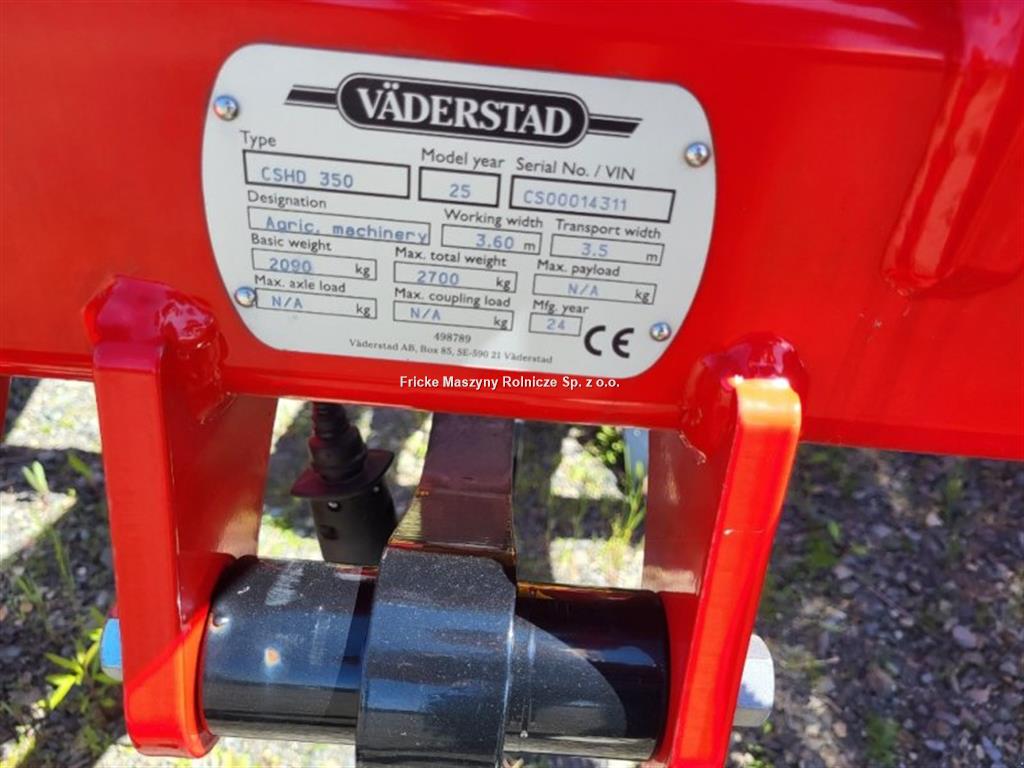 VÄDERSTAD
Type Model year Serial No. / VIN
CSHD 350 25 CS00014311
Designation Working width Transport width
Agric. machinery 3.60 m 3.5 m
Basic weight Max. total weight Max. payload
2090 kg 2700 kg N/A kg
Max. axle load Max. coupling load Mfg. year
N/A kg N/A kg 24 CE
498789
Väderstad AB, Box 85, SE-590 21 Väderstad
Fricke Maszyny Rolnicze Sp. z o.o.